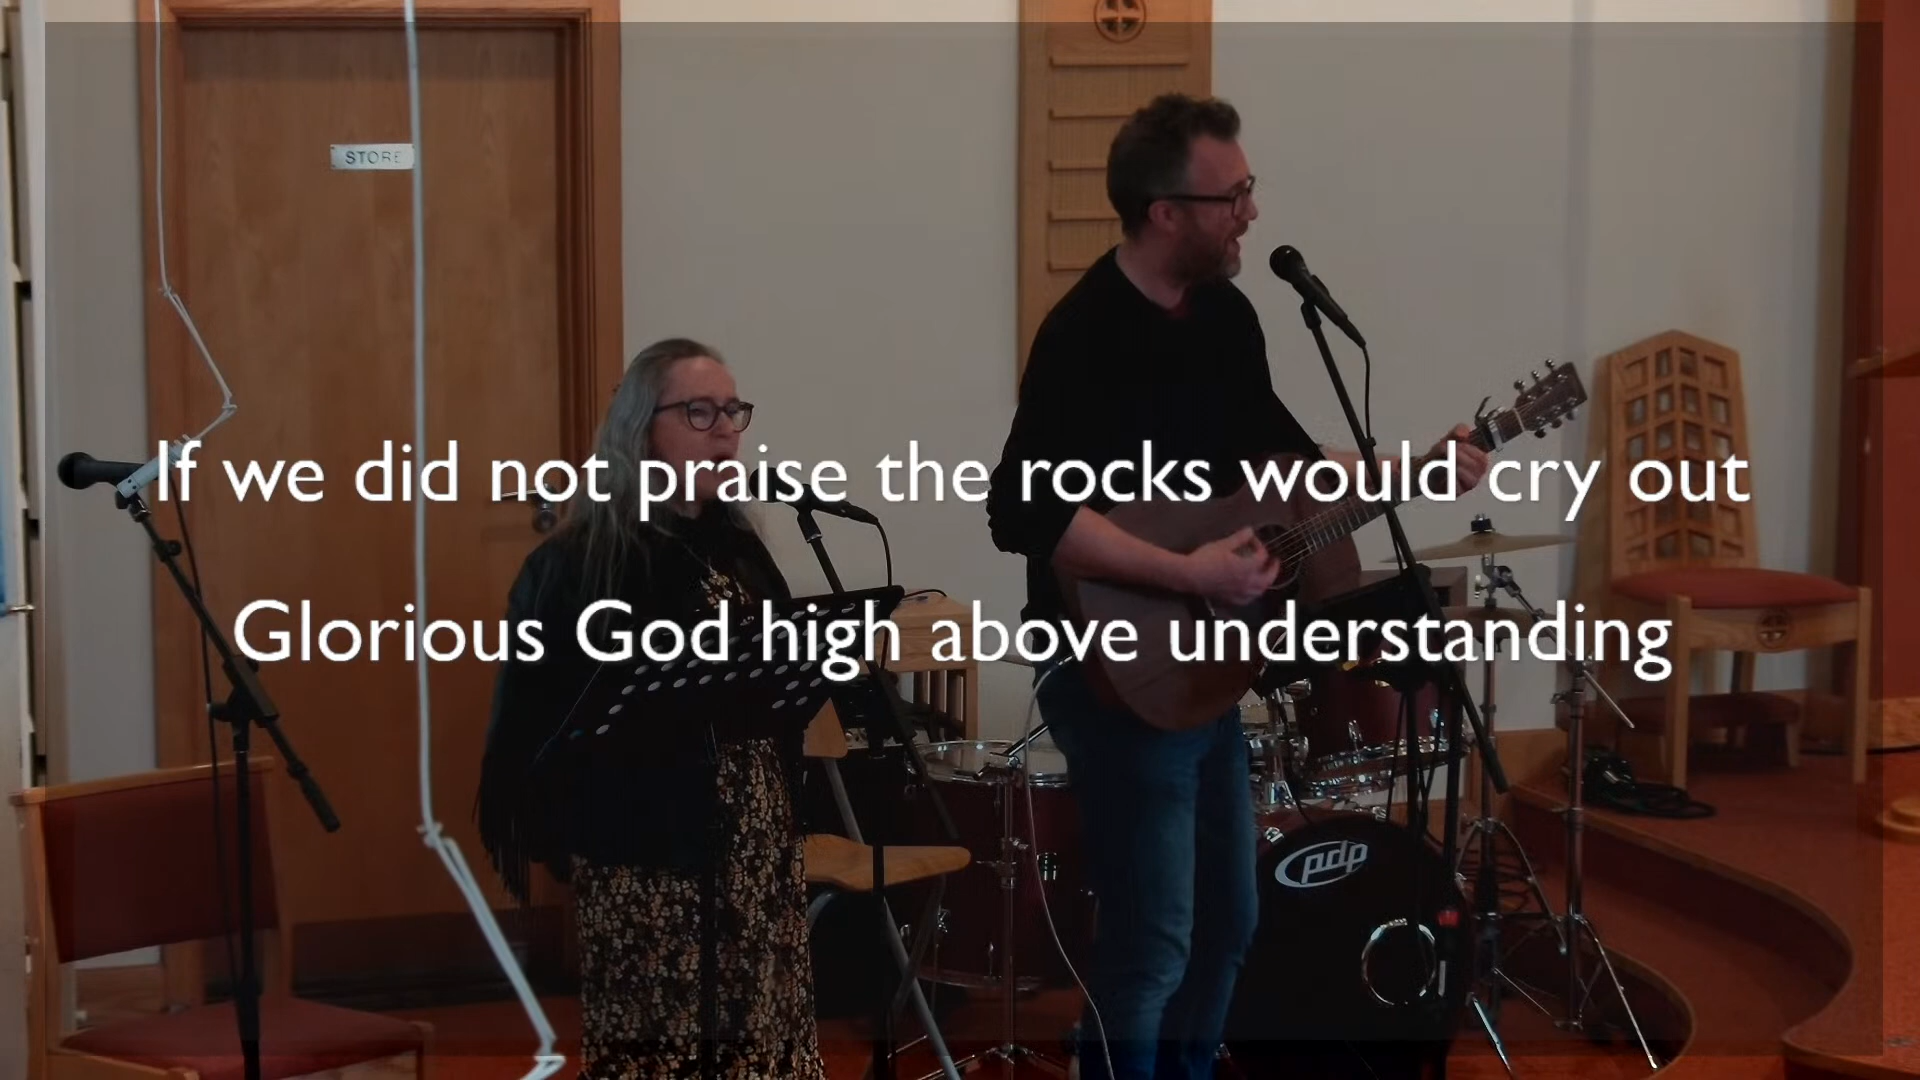 STORE
If we did not praise the rocks would cry out
Glorious God high above understanding
pdp